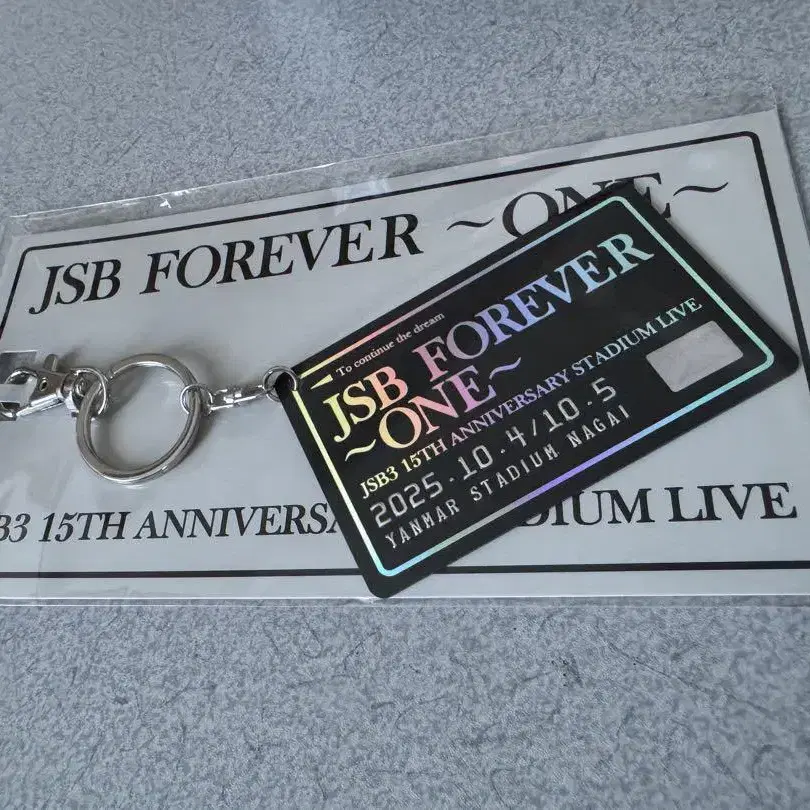 JSB FOREVER ~ONE~
To continue the dream
JSB FOREVER
~ONE~
JSB3 15TH ANNIVERSARY STADIUM LIVE
2025.10.4/10.5
YANMAR STADIUM NAGAI
B3 15TH ANNIVERSA DIUM LIVE